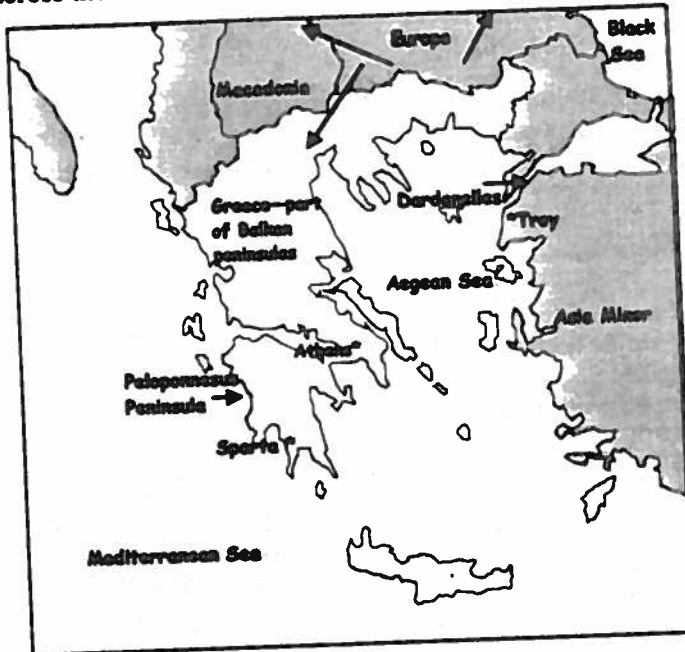 Europe
Black
Sea
Macedonia
Dardanelles
Greece—part
of Balkan
peninsulas
"Troy
Aegean Sea
Asia Minor
Athens"
Peloponnesus
Peninsula
Sparta"
Mediterranean Sea